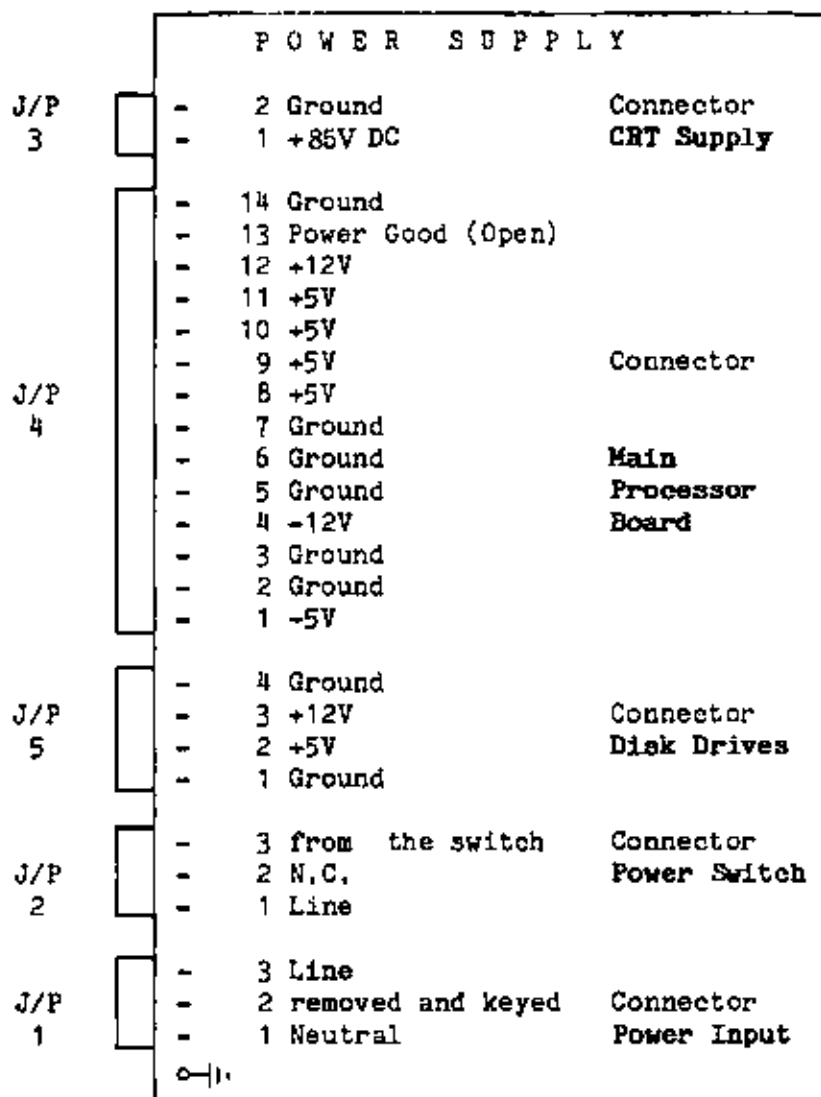 P O W E R   S U P P L Y
J/P 3
2 Ground Connector
1 +85V DC CRT Supply
14 Ground
13 Power Good (Open)
12 +12V
11 +5V
10 +5V
9 +5V Connector
J/P 4
8 +5V
7 Ground
6 Ground Main
5 Ground Processor
4 -12V Board
3 Ground
2 Ground
1 -5V
4 Ground
J/P 5
3 +12V Connector
2 +5V Disk Drives
1 Ground
3 from the switch Connector
J/P 2
2 N.C. Power Switch
1 Line
3 Line
J/P 1
2 removed and keyed Connector
1 Neutral Power Input